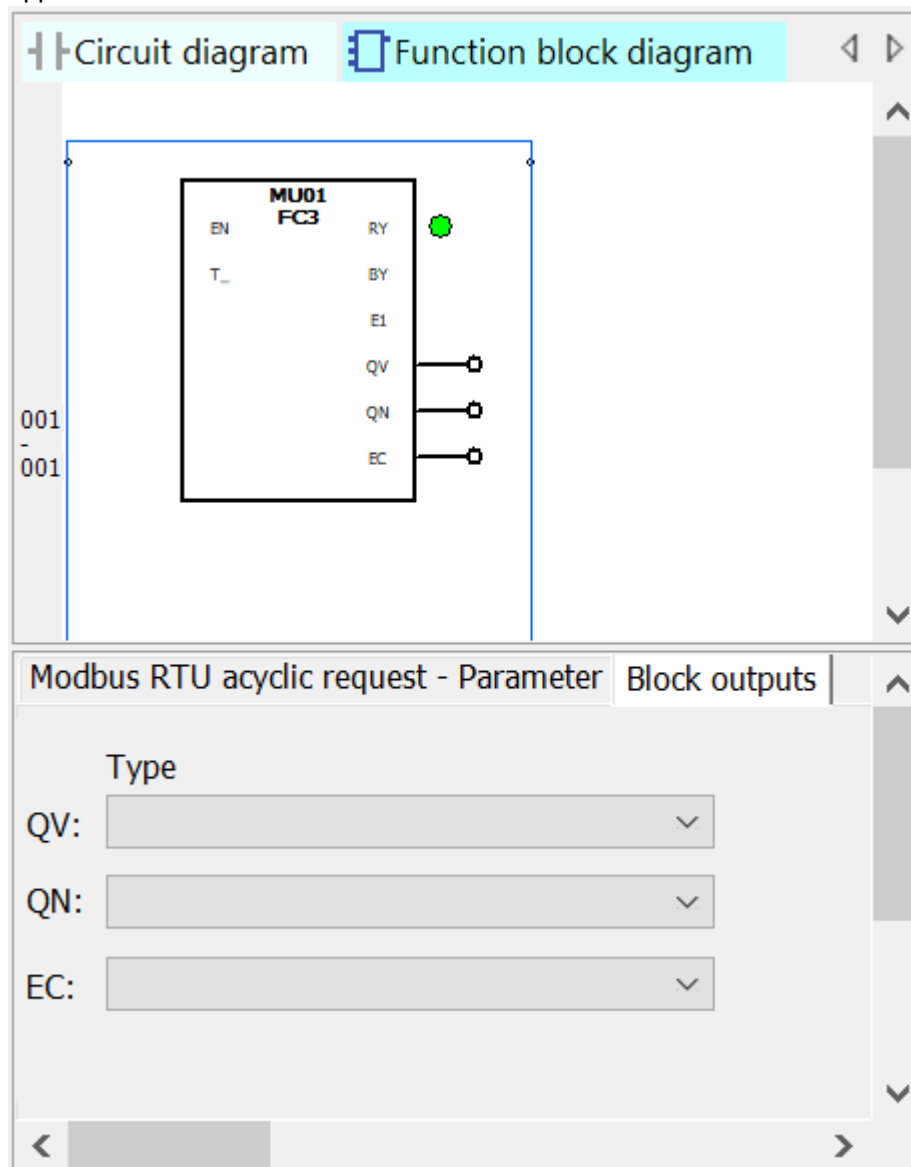 Circuit diagram Function block diagram
MU01
FC3
EN RY
T_ BY
E1
QV
QN
EC
001
-
001
Modbus RTU acyclic request - Parameter Block outputs
Type
QV:
QN:
EC: